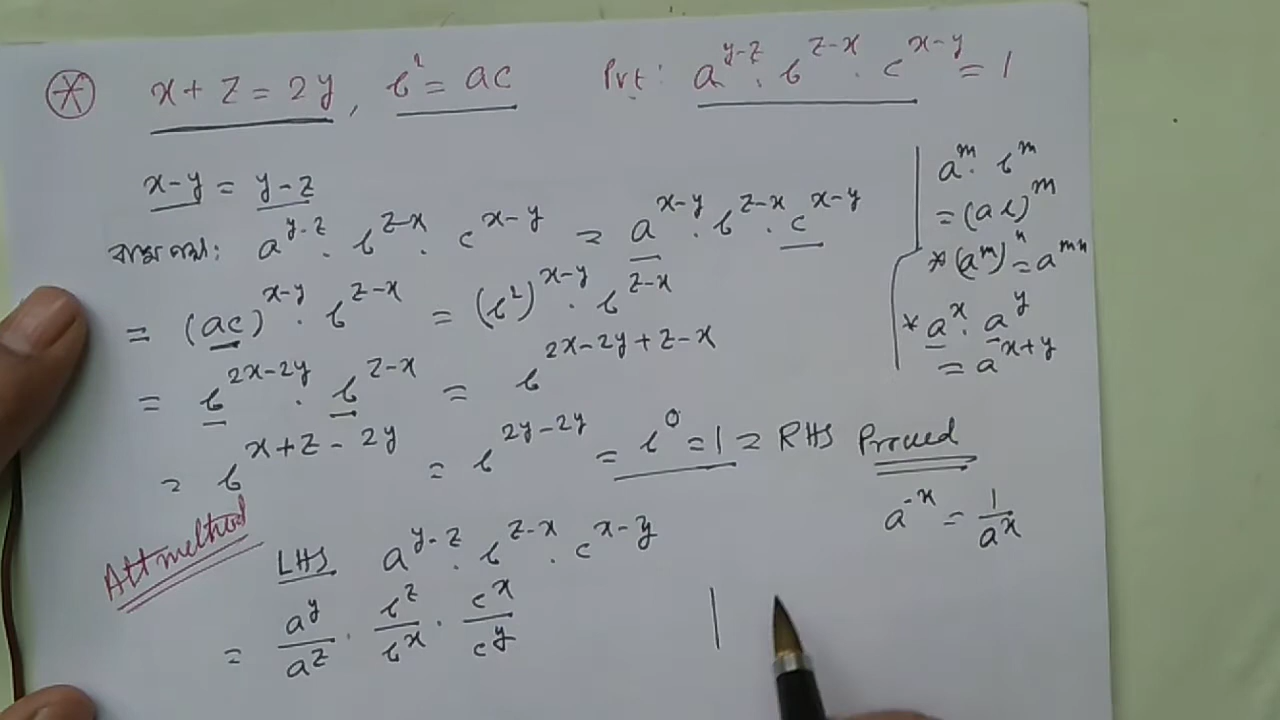 * x + z = 2y, b² = ac Prt: a^{y-z} · b^{z-x} · c^{x-y} = 1
x-y = y-z
বামপক্ষ: a^{y-z} · b^{z-x} · c^{x-y} = a^{x-y} · b^{z-x} · c^{x-y}
= (ac)^{x-y} · b^{z-x} = (b²)^{x-y} · b^{z-x}
= b^{2x-2y} · b^{z-x} = b^{2x-2y+z-x}
= b^{x+z-2y} = b^{2y-2y} = b⁰ = 1 = RHS Proved
a^m · b^m
= (ab)^m
* (a^m)^n = a^{mn}
* a^x · a^y
= a^{x+y}
a^{-x} = 1/a^x
Att method
LHS a^{y-z} · b^{z-x} · c^{x-y}
= a^y/a^z · b^z/b^x · c^x/c^y